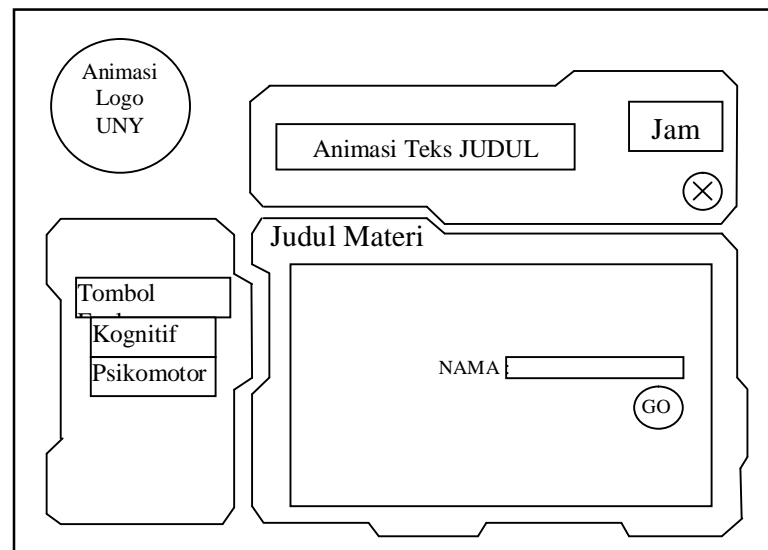 Animasi
Logo
UNY
Animasi Teks JUDUL
Jam
Judul Materi
Tombol
Kognitif
Psikomotor
NAMA :
GO